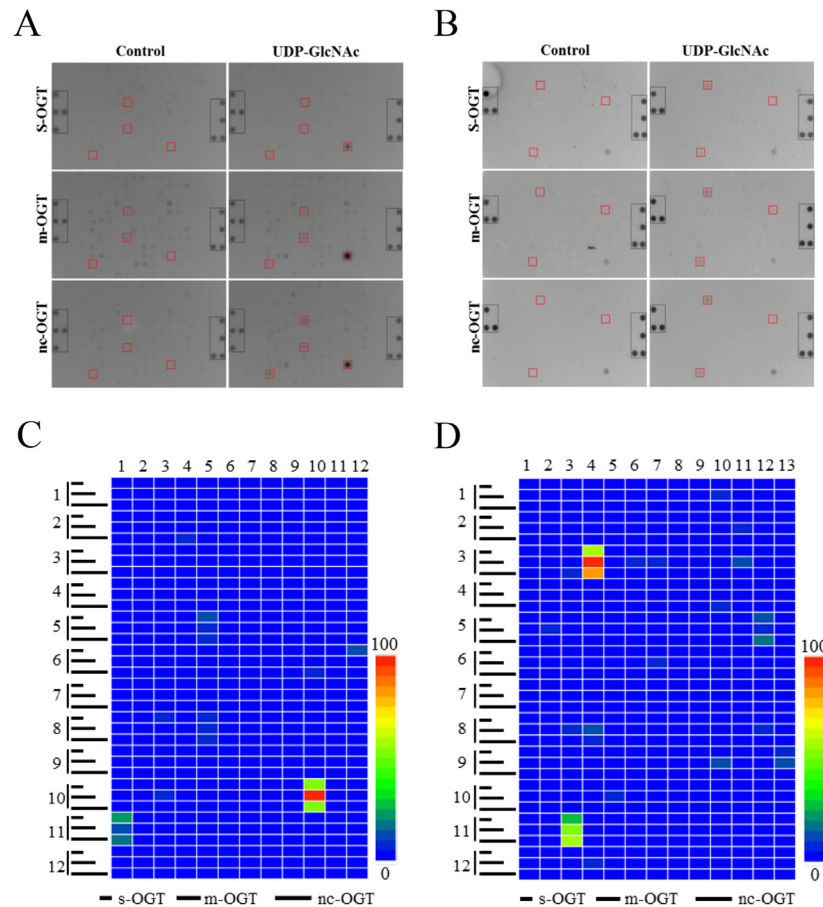 A
B
Control
UDP-GlcNAc
Control
UDP-GlcNAc
S-OGT
m-OGT
nc-OGT
S-OGT
m-OGT
nc-OGT
C
D
1 2 3 4 5 6 7 8 9 10 11 12
1
2
3
4
5
6
7
8
9
10
11
12
100
0
s-OGT m-OGT nc-OGT
1 2 3 4 5 6 7 8 9 10 11 12 13
1
2
3
4
5
6
7
8
9
10
11
12
100
0
s-OGT m-OGT nc-OGT